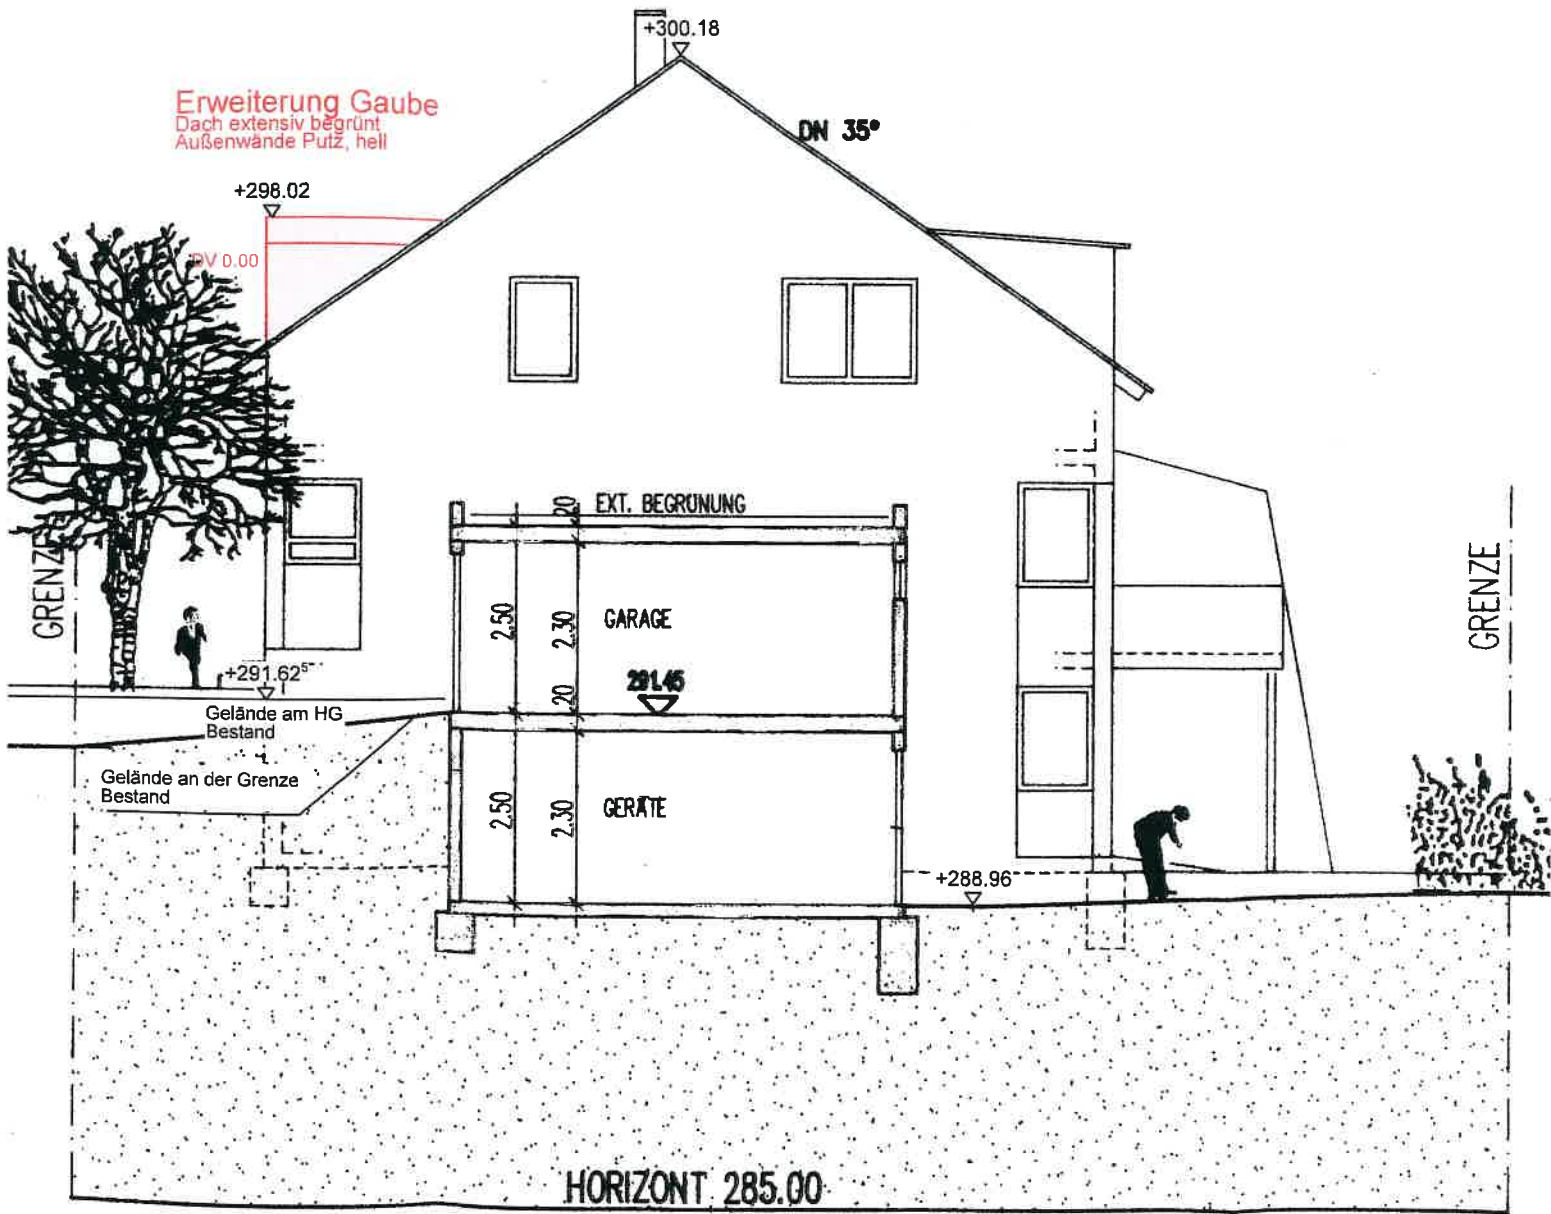 +300.18
Erweiterung Gaube
Dach extensiv begrünt
Außenwände Putz, hell
DN 35°
+298.02
DV 0.00
20
EXT. BEGRÜNUNG
GRENZE
GRENZE
2.50
2.30
GARAGE
+291.62⁵
20
291.45
Gelände am HG
Bestand
Gelände an der Grenze
Bestand
2.50
2.30
GERÄTE
+288.96
HORIZONT 285.00